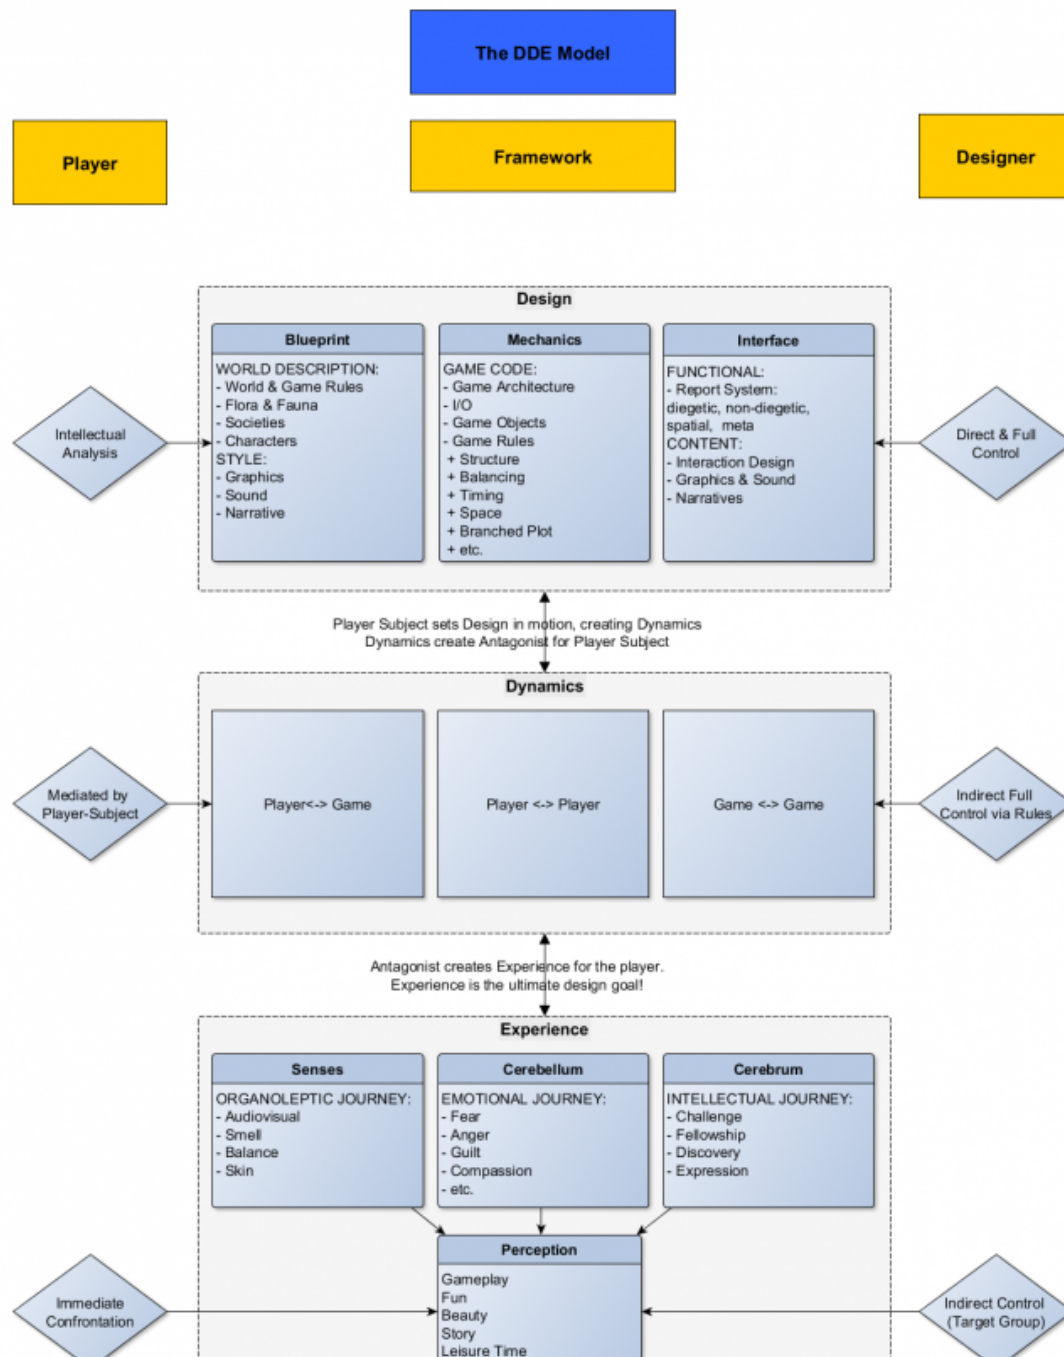 The DDE Model
Player
Framework
Designer
Design
Blueprint
WORLD DESCRIPTION:
- World & Game Rules
- Flora & Fauna
- Societies
- Characters
STYLE:
- Graphics
- Sound
- Narrative
Mechanics
GAME CODE:
- Game Architecture
- I/O
- Game Objects
- Game Rules
+ Structure
+ Balancing
+ Timing
+ Space
+ Branched Plot
+ etc.
Interface
FUNCTIONAL:
- Report System:
diegetic, non-diegetic,
spatial, meta
CONTENT:
- Interaction Design
- Graphics & Sound
- Narratives
Intellectual
Analysis
Direct & Full
Control
Player Subject sets Design in motion, creating Dynamics
Dynamics create Antagonist for Player Subject
Dynamics
Mediated by
Player-Subject
Player<-> Game
Player <-> Player
Game <-> Game
Indirect Full
Control via Rules
Antagonist creates Experience for the player.
Experience is the ultimate design goal!
Experience
Senses
ORGANOLEPTIC JOURNEY:
- Audiovisual
- Smell
- Balance
- Skin
Cerebellum
EMOTIONAL JOURNEY:
- Fear
- Anger
- Guilt
- Compassion
- etc.
Cerebrum
INTELLECTUAL JOURNEY:
- Challenge
- Fellowship
- Discovery
- Expression
Perception
Gameplay
Fun
Beauty
Story
Leisure Time
Immediate
Confrontation
Indirect Control
(Target Group)